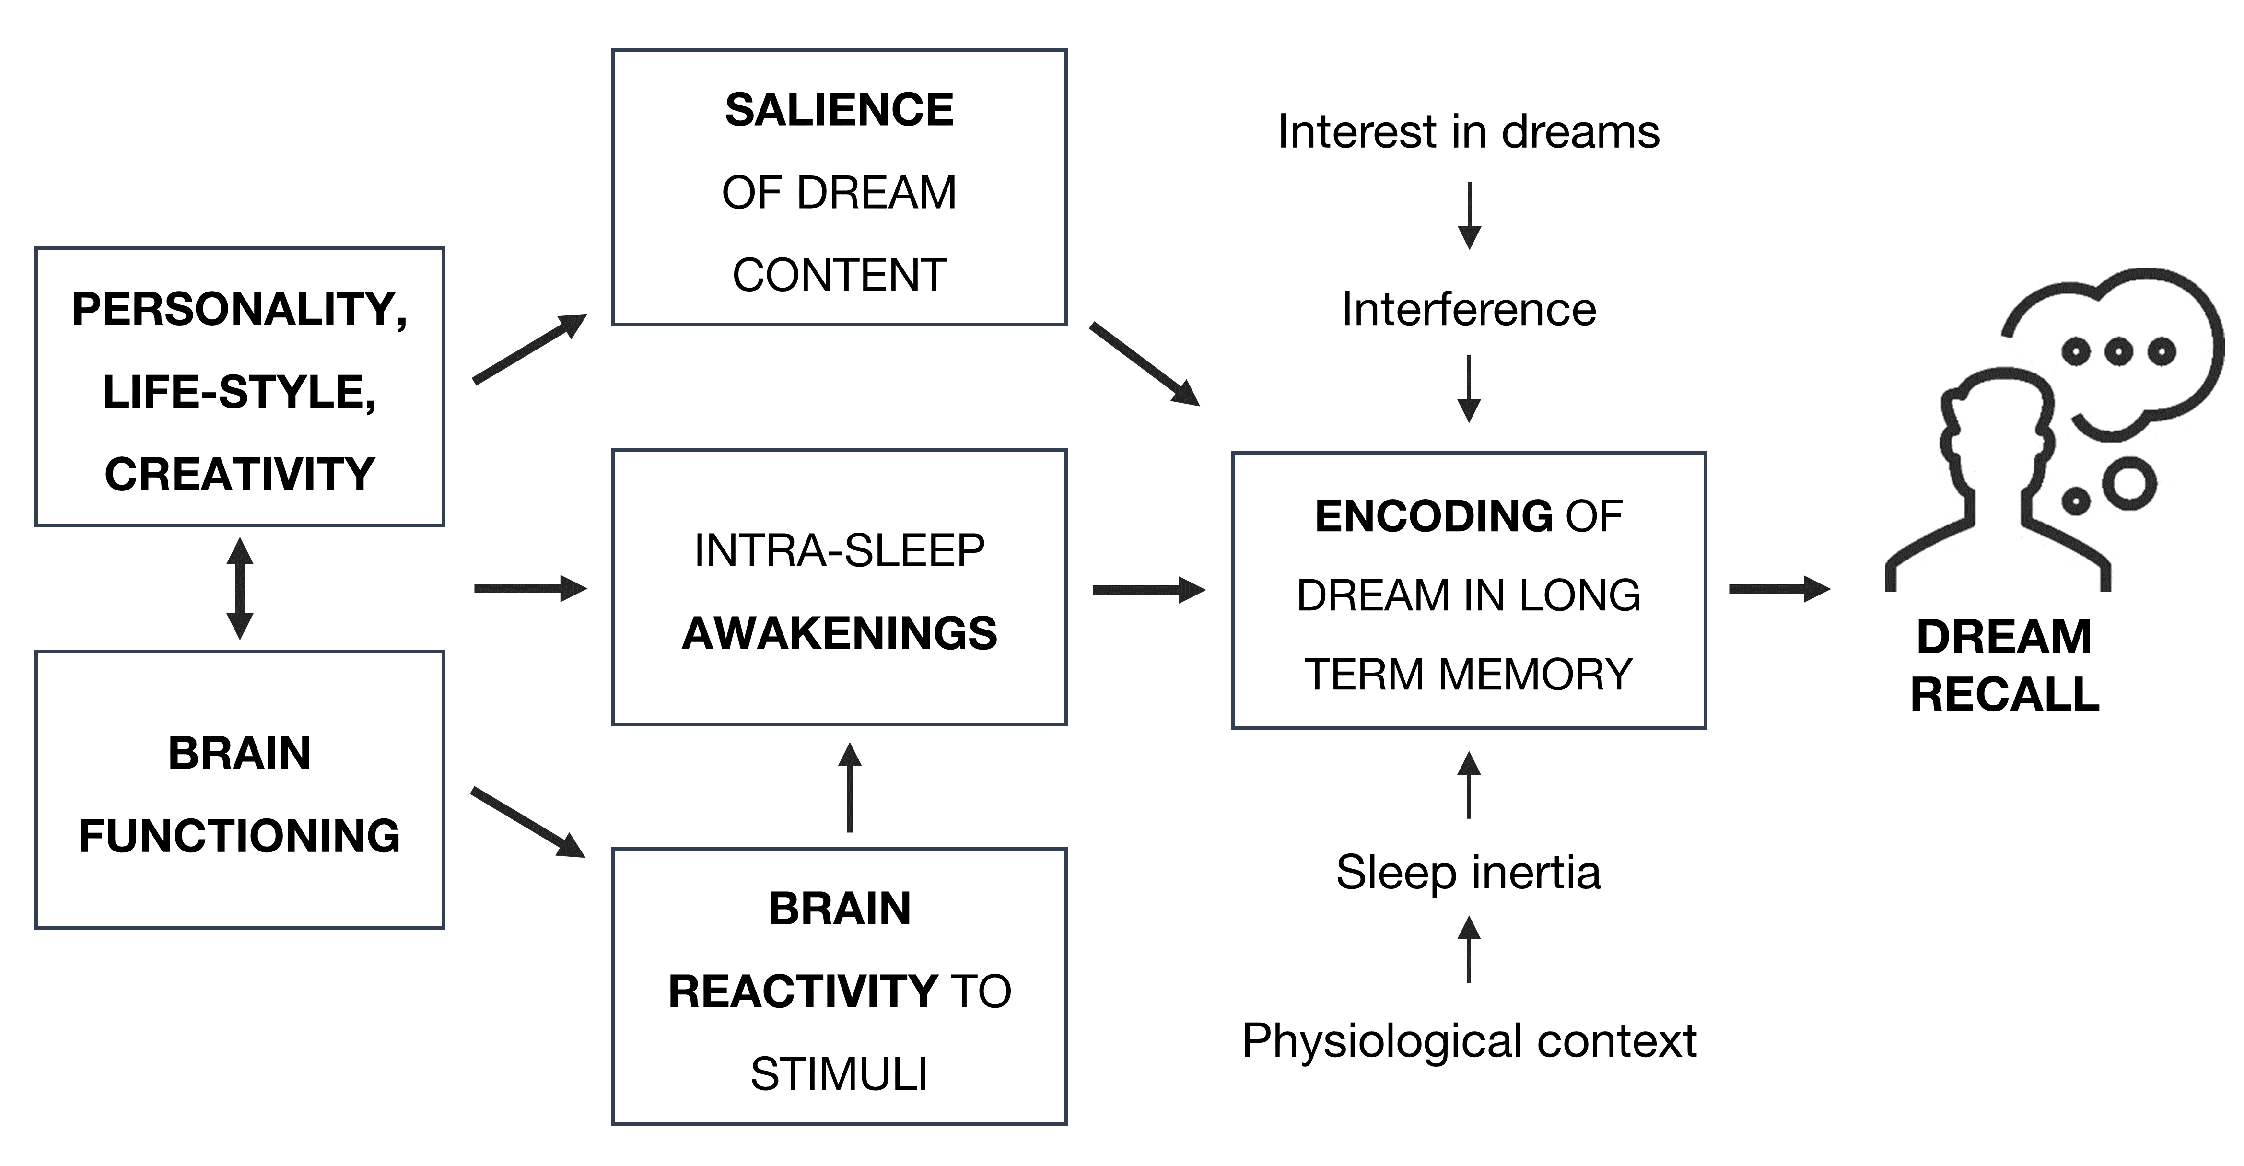 PERSONALITY,
LIFE-STYLE,
CREATIVITY
BRAIN
FUNCTIONING
SALIENCE
OF DREAM
CONTENT
INTRA-SLEEP
AWAKENINGS
BRAIN
REACTIVITY TO
STIMULI
Interest in dreams
Interference
ENCODING OF
DREAM IN LONG
TERM MEMORY
Sleep inertia
Physiological context
DREAM
RECALL